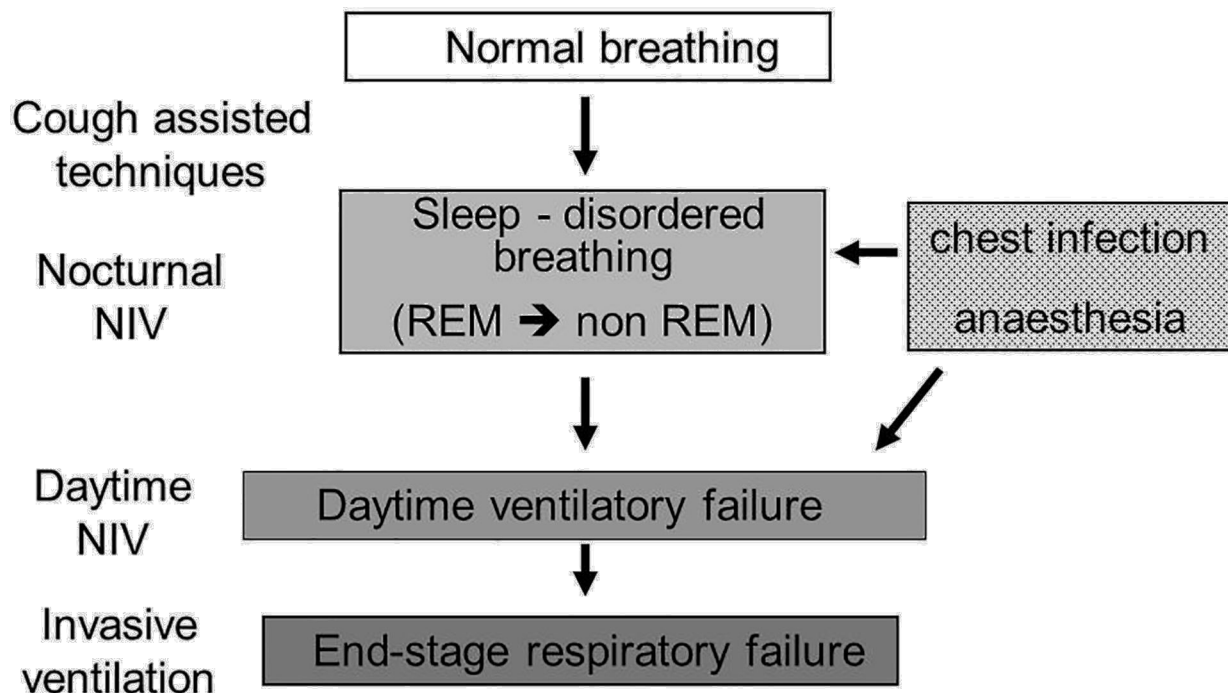 Normal breathing
Cough assisted
techniques
Sleep - disordered
breathing
(REM ➔ non REM)
chest infection
anaesthesia
Nocturnal
NIV
Daytime
NIV
Daytime ventilatory failure
Invasive
ventilation
End-stage respiratory failure